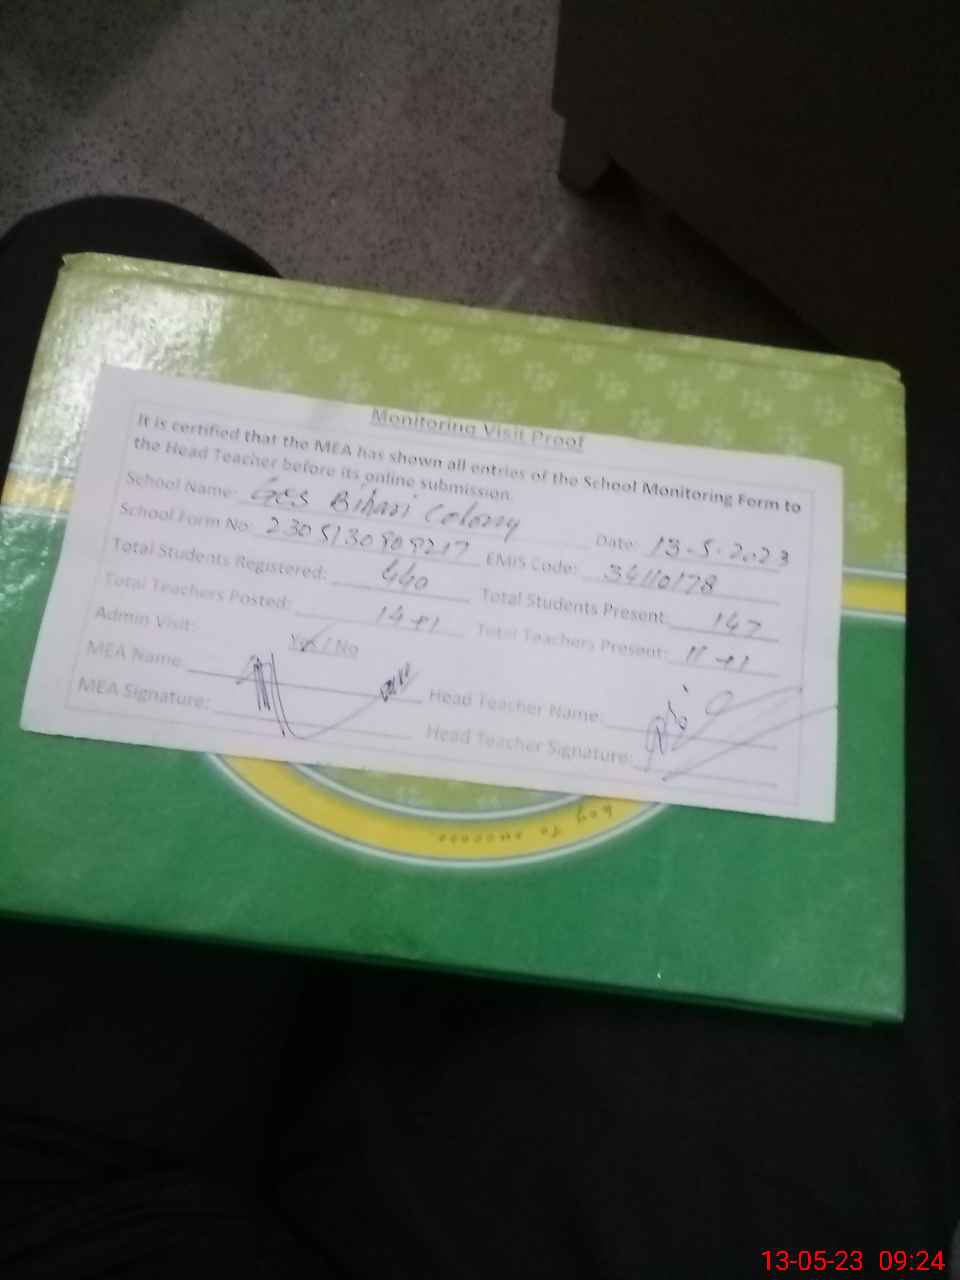 Monitoring Visit Proof
It is certified that the MEA has shown all entries of the School Monitoring Form to
the Head Teacher before its online submission.
School Name: GES Bihari Colony Date: 13-5-2023
School Form No: EMIS Code: 34110178
Total Students Registered: 440 Total Students Present: 147
Total Teachers Posted: 14+1 Total Teachers Present: 11+1
Admin Visit: Yes / No
MEA Name: Head Teacher Name:
MEA Signature: Head Teacher Signature:
13-05-23 09:24